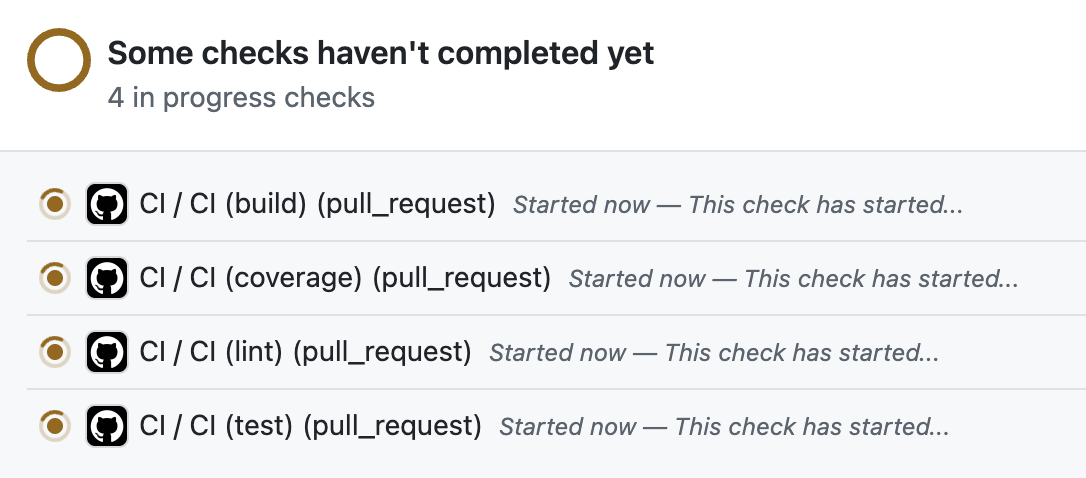 Some checks haven't completed yet
4 in progress checks
CI / CI (build) (pull_request) Started now — This check has started...
CI / CI (coverage) (pull_request) Started now — This check has started...
CI / CI (lint) (pull_request) Started now — This check has started...
CI / CI (test) (pull_request) Started now — This check has started...